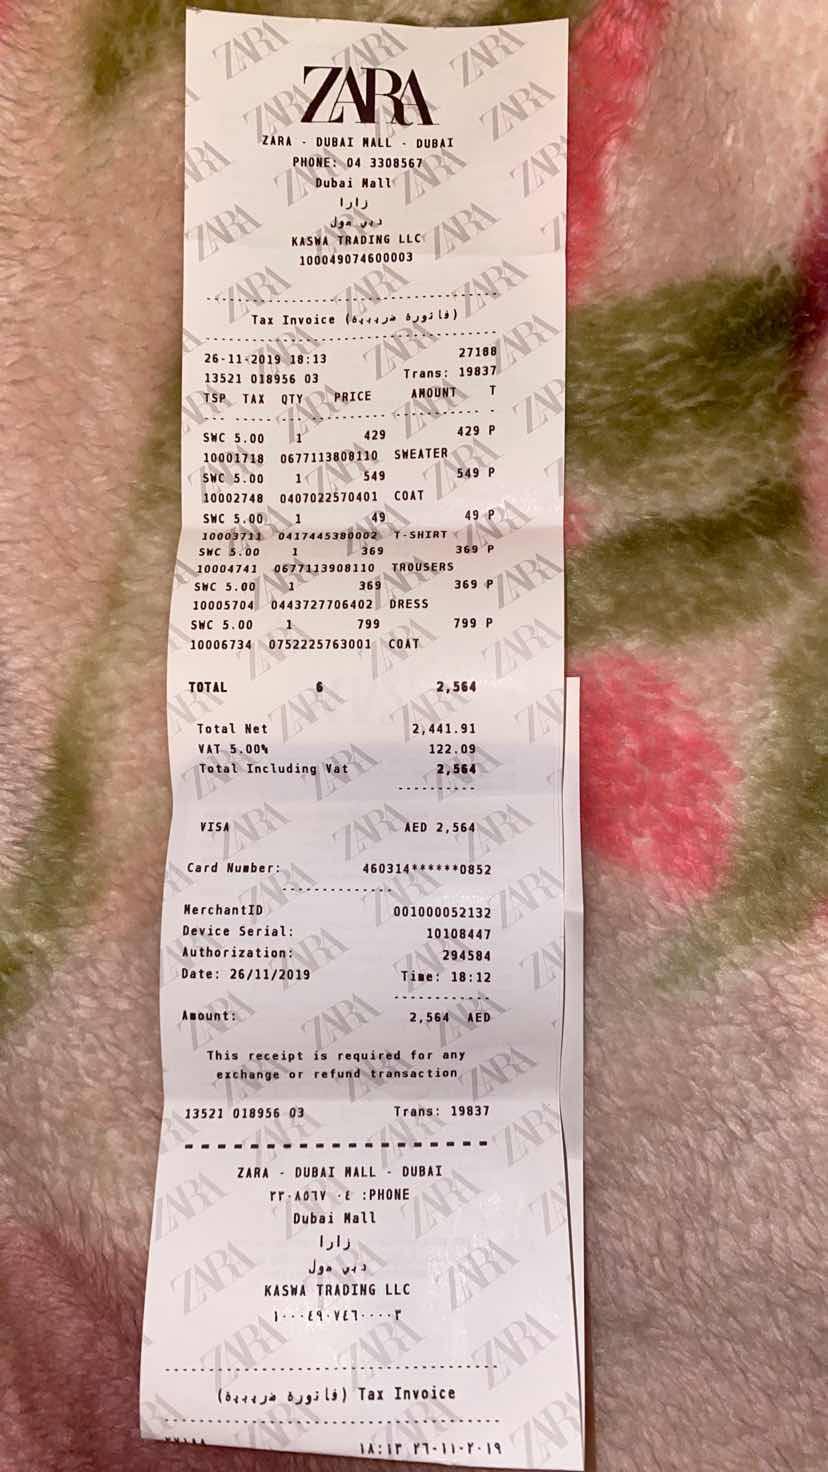 ZARA
ZARA - DUBAI MALL - DUBAI
PHONE: 04 3308567
Dubai Mall
زارا
دبي مول
KASWA TRADING LLC
100049074600003
Tax Invoice (فاتورة ضريبية)
26-11-2019 18:13 27188
13521 018956 03 Trans: 19837
TSP TAX QTY PRICE AMOUNT T
SWC 5.00 1 429 429 P
10001718 0677113808110 SWEATER
SWC 5.00 1 549 549 P
10002748 0407022570401 COAT
SWC 5.00 1 49 49 P
10003711 0417445380002 T-SHIRT
SWC 5.00 1 369 369 P
10004741 0677113908110 TROUSERS
SWC 5.00 1 369 369 P
10005704 0443727706402 DRESS
SWC 5.00 1 799 799 P
10006734 0752225763001 COAT
TOTAL 6 2,564
Total Net 2,441.91
VAT 5.00% 122.09
Total Including Vat 2,564
VISA AED 2,564
Card Number: 460314******0852
MerchantID 001000052132
Device Serial: 10108447
Authorization: 294584
Date: 26/11/2019 Time: 18:12
Amount: 2,564 AED
This receipt is required for any
exchange or refund transaction
13521 018956 03 Trans: 19837
ZARA - DUBAI MALL - DUBAI
٣٣٠٨٥٦٧ ٠٤ :PHONE
Dubai Mall
زارا
دبي مول
KASWA TRADING LLC
١٠٠٠٤٩٠٧٤٦٠٠٠٠٣
(فاتورة ضريبية) Tax Invoice
١٨:١٣ ٢٦-١١-٢٠١٩